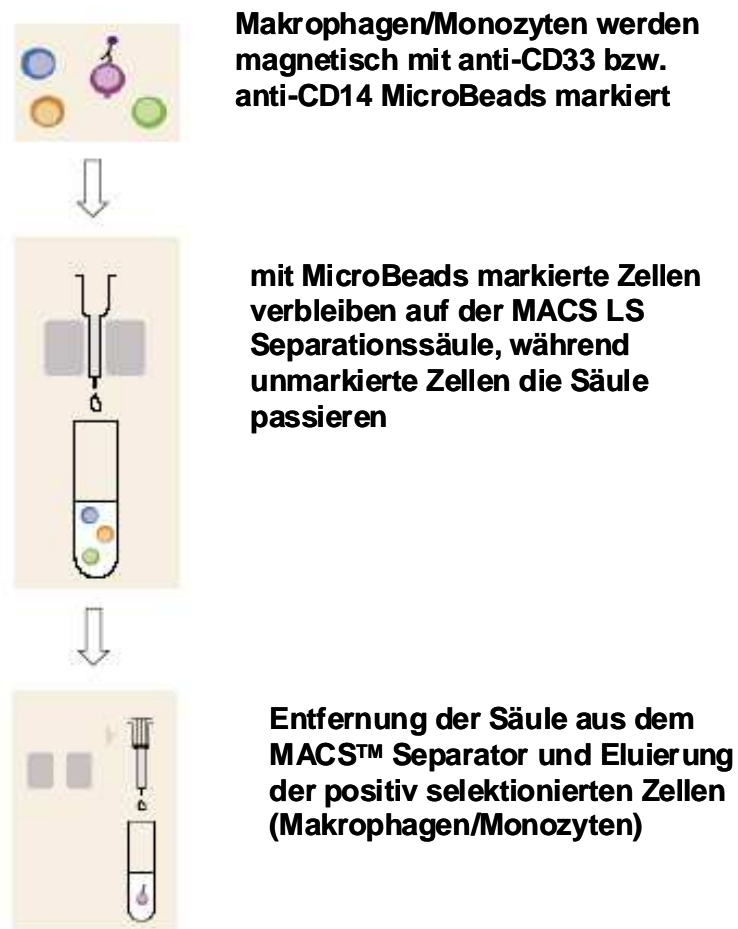 Makrophagen/Monozyten werden
magnetisch mit anti-CD33 bzw.
anti-CD14 MicroBeads markiert
mit MicroBeads markierte Zellen
verbleiben auf der MACS LS
Separationssäule, während
unmarkierte Zellen die Säule
passieren
Entfernung der Säule aus dem
MACS™ Separator und Eluierung
der positiv selektionierten Zellen
(Makrophagen/Monozyten)